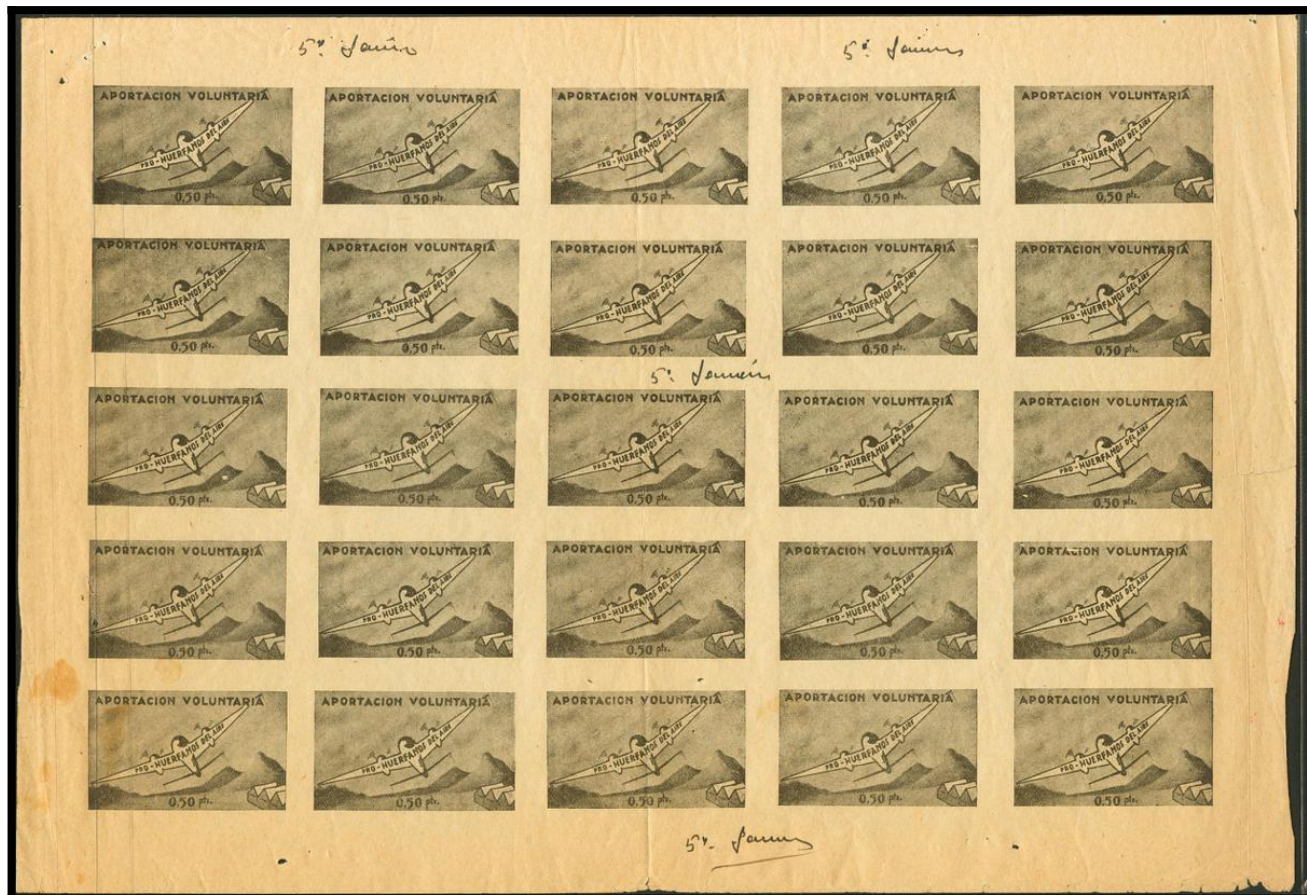 APORTACION VOLUNTARIA
PRO-HUERFANOS DEL AIRE
0,50 pts.
APORTACION VOLUNTARIA
PRO-HUERFANOS DEL AIRE
0,50 pts.
APORTACION VOLUNTARIA
PRO-HUERFANOS DEL AIRE
0,50 pts.
APORTACION VOLUNTARIA
PRO-HUERFANOS DEL AIRE
0,50 pts.
APORTACION VOLUNTARIA
PRO-HUERFANOS DEL AIRE
0,50 pts.
APORTACION VOLUNTARIA
PRO-HUERFANOS DEL AIRE
0,50 pts.
APORTACION VOLUNTARIA
PRO-HUERFANOS DEL AIRE
0,50 pts.
APORTACION VOLUNTARIA
PRO-HUERFANOS DEL AIRE
0,50 pts.
APORTACION VOLUNTARIA
PRO-HUERFANOS DEL AIRE
0,50 pts.
APORTACION VOLUNTARIA
PRO-HUERFANOS DEL AIRE
0,50 pts.
APORTACION VOLUNTARIA
PRO-HUERFANOS DEL AIRE
0,50 pts.
APORTACION VOLUNTARIA
PRO-HUERFANOS DEL AIRE
0,50 pts.
APORTACION VOLUNTARIA
PRO-HUERFANOS DEL AIRE
0,50 pts.
APORTACION VOLUNTARIA
PRO-HUERFANOS DEL AIRE
0,50 pts.
APORTACION VOLUNTARIA
PRO-HUERFANOS DEL AIRE
0,50 pts.
APORTACION VOLUNTARIA
PRO-HUERFANOS DEL AIRE
0,50 pts.
APORTACION VOLUNTARIA
PRO-HUERFANOS DEL AIRE
0,50 pts.
APORTACION VOLUNTARIA
PRO-HUERFANOS DEL AIRE
0,50 pts.
APORTACION VOLUNTARIA
PRO-HUERFANOS DEL AIRE
0,50 pts.
APORTACION VOLUNTARIA
PRO-HUERFANOS DEL AIRE
0,50 pts.
APORTACION VOLUNTARIA
PRO-HUERFANOS DEL AIRE
0,50 pts.
APORTACION VOLUNTARIA
PRO-HUERFANOS DEL AIRE
0,50 pts.
APORTACION VOLUNTARIA
PRO-HUERFANOS DEL AIRE
0,50 pts.
APORTACION VOLUNTARIA
PRO-HUERFANOS DEL AIRE
0,50 pts.
APORTACION VOLUNTARIA
PRO-HUERFANOS DEL AIRE
0,50 pts.